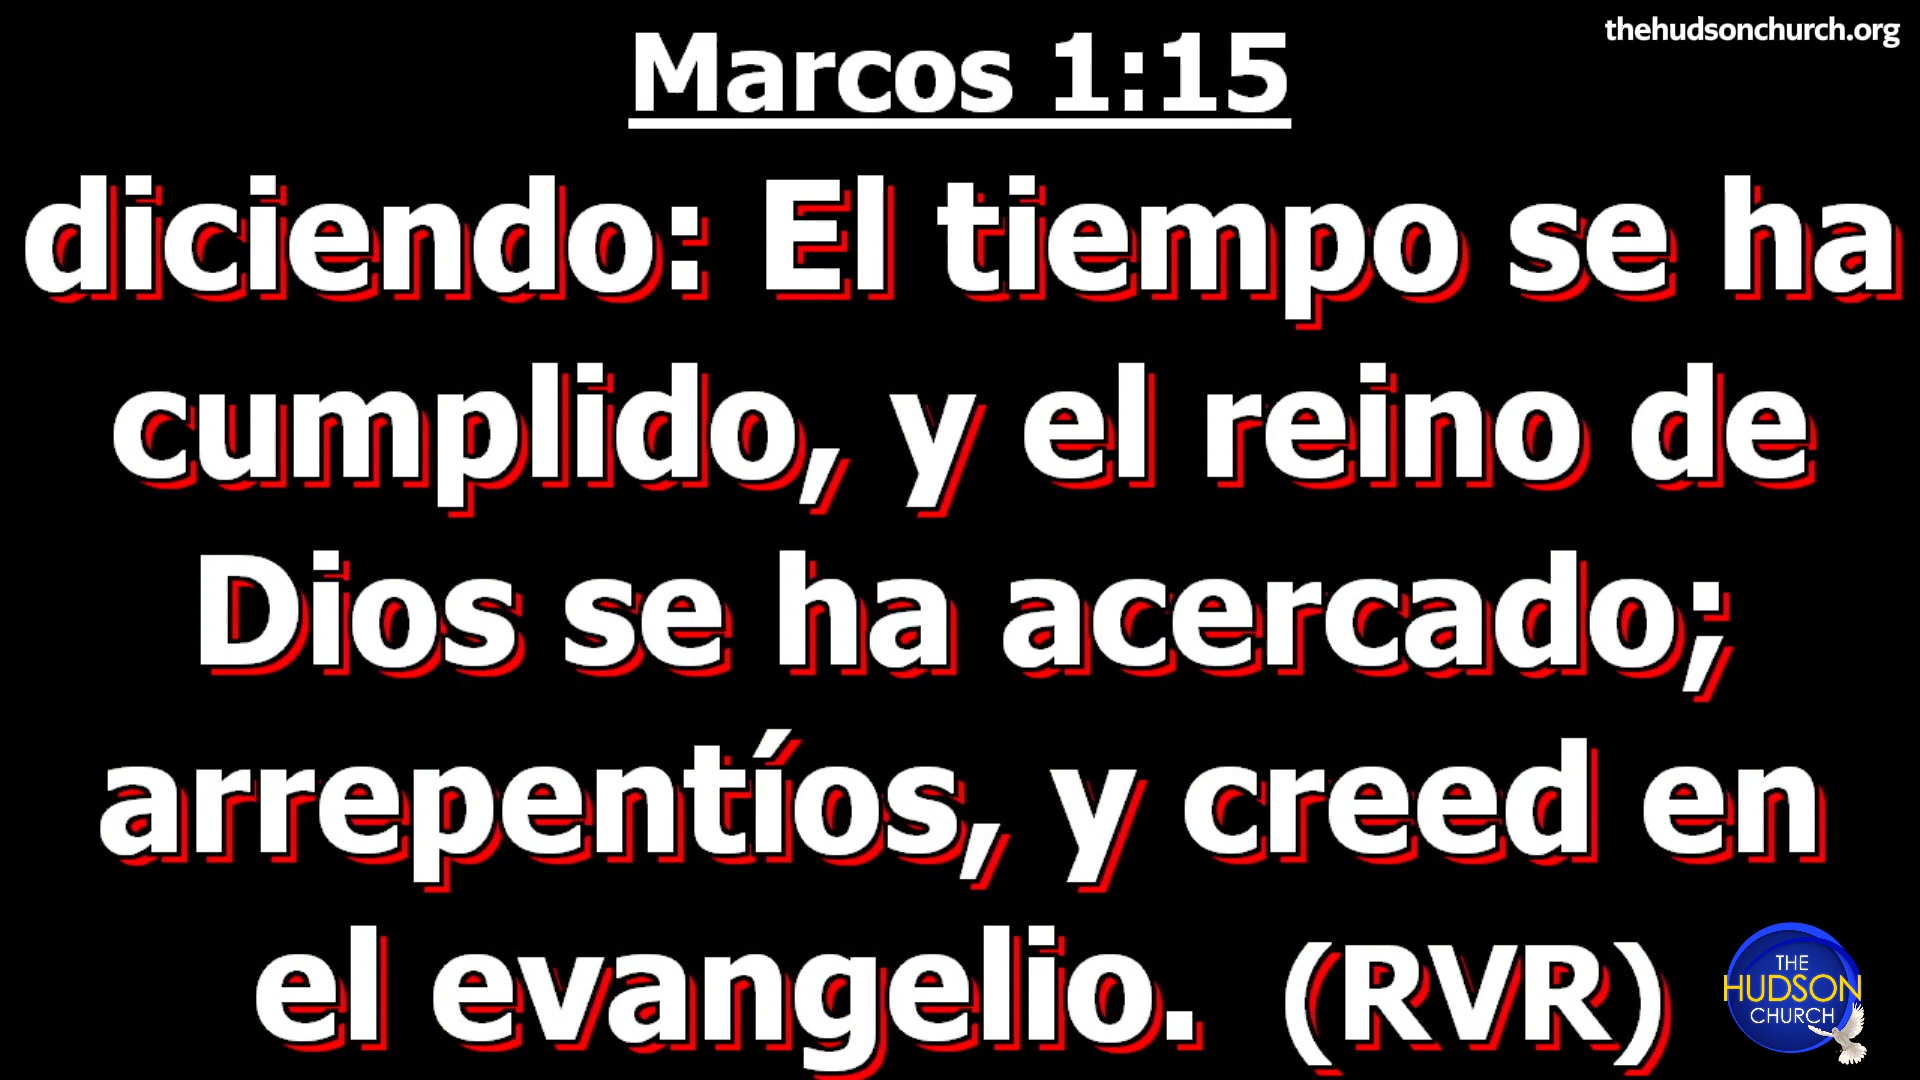 thehudsonchurch.org
Marcos 1:15
diciendo: El tiempo se ha
cumplido, y el reino de
Dios se ha acercado;
arrepentíos, y creed en
el evangelio. (RVR)
THE
HUDSON
CHURCH